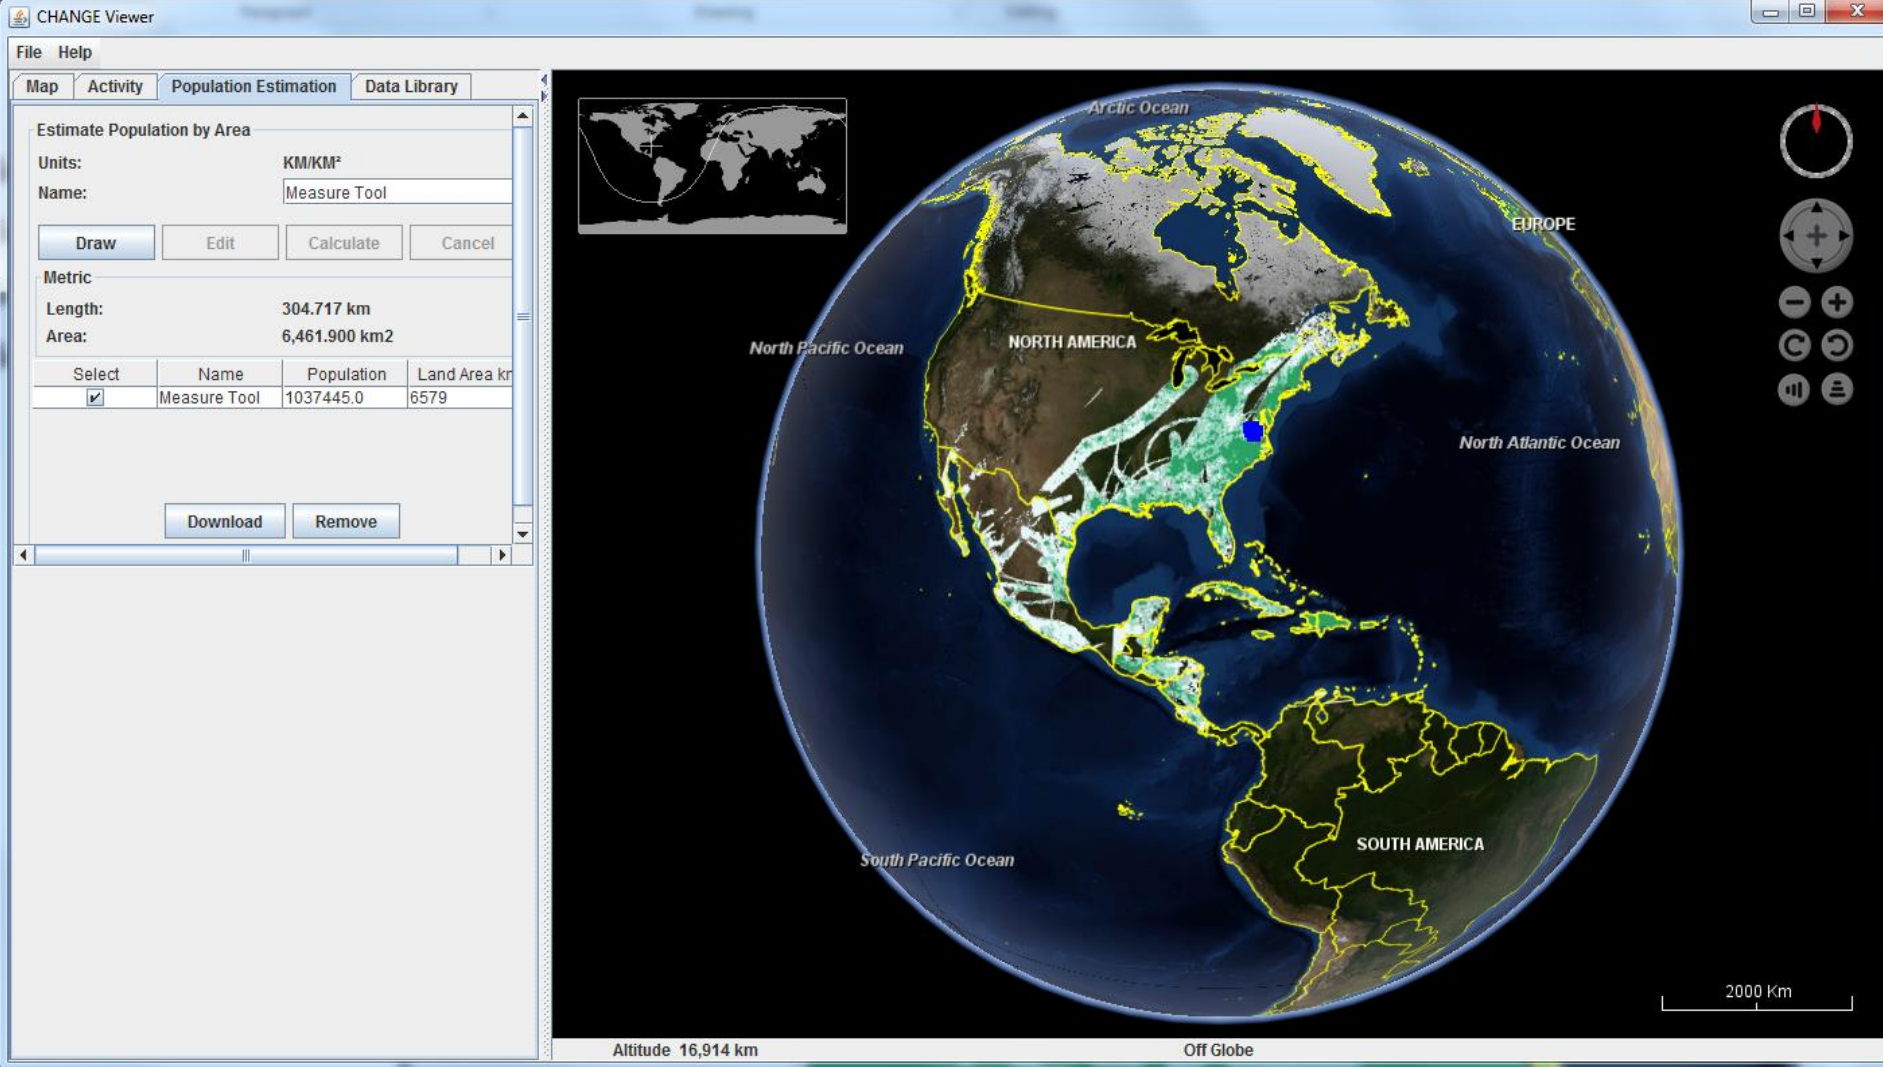 CHANGE Viewer
File Help
Map Activity Population Estimation Data Library
Estimate Population by Area
Units: KM/KM²
Name: Measure Tool
Draw Edit Calculate Cancel
Metric
Length: 304.717 km
Area: 6,461.900 km2
Select Name Population Land Area kr
Measure Tool 1037445.0 6579
Download Remove
Arctic Ocean
EUROPE
NORTH AMERICA
North Pacific Ocean
North Atlantic Ocean
SOUTH AMERICA
South Pacific Ocean
2000 Km
Altitude 16,914 km Off Globe